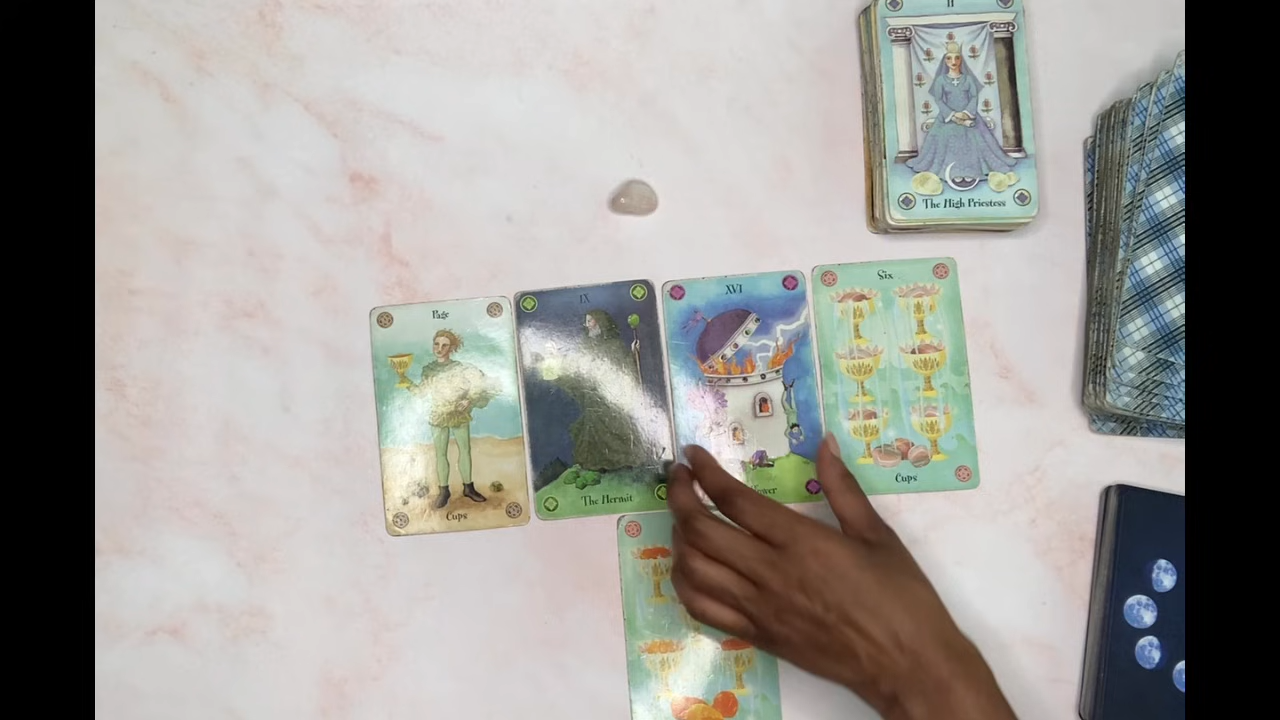 II
The High Priestess
Page
Cups
IX
The Hermit
XVI
Six
Cups